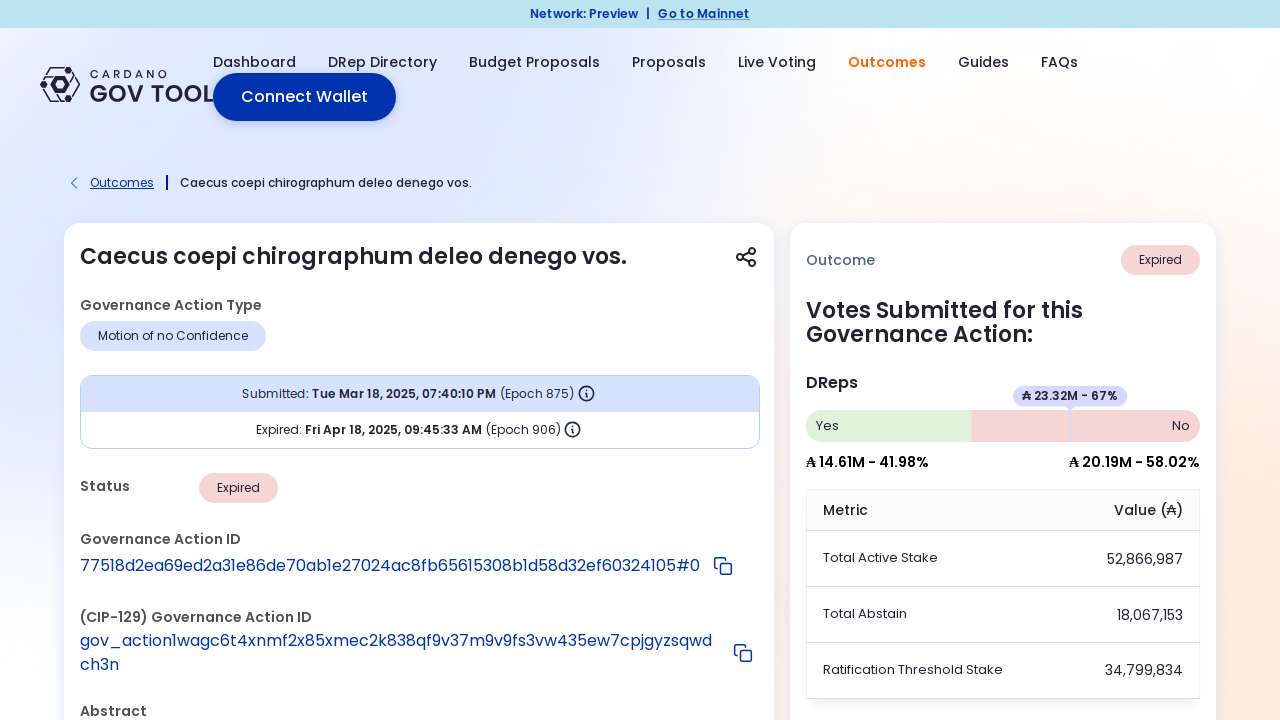 Network: Preview | Go to Mainnet
CARDANO
GOV TOOL
Dashboard
DRep Directory
Budget Proposals
Proposals
Live Voting
Outcomes
Guides
FAQs
Connect Wallet
Outcomes
Caecus coepi chirographum deleo denego vos.
Caecus coepi chirographum deleo denego vos.
Governance Action Type
Motion of no Confidence
Submitted: Tue Mar 18, 2025, 07:40:10 PM (Epoch 875)
Expired: Fri Apr 18, 2025, 09:45:33 AM (Epoch 906)
Status
Expired
Governance Action ID
77518d2ea69ed2a31e86de70ab1e27024ac8fb65615308b1d58d32ef60324105#0
(CIP-129) Governance Action ID
gov_action1wagc6t4xnmf2x85xmec2k838qf9v37m9v9fs3vw435ew7cpjgyzsqwd
ch3n
Abstract
Outcome
Expired
Votes Submitted for this
Governance Action:
DReps
₳ 23.32M - 67%
Yes
No
₳ 14.61M - 41.98%
₳ 20.19M - 58.02%
Metric
Value (₳)
Total Active Stake
52,866,987
Total Abstain
18,067,153
Ratification Threshold Stake
34,799,834